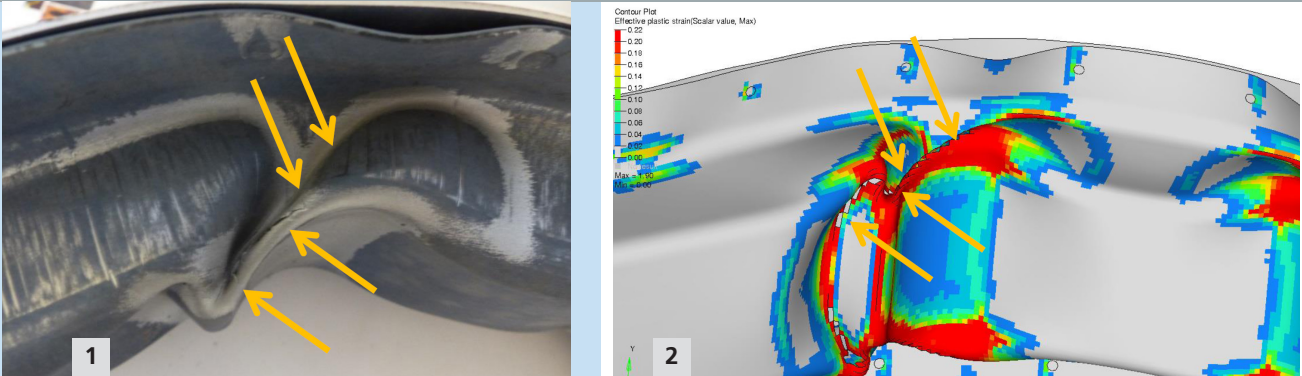 Contour Plot
Effective plastic strain(Scalar value, Max)
0.22
0.20
0.18
0.16
0.14
0.12
0.10
0.08
0.06
0.04
0.02
0.00
Max = 1.90
Min = 0.00
Y
1
2